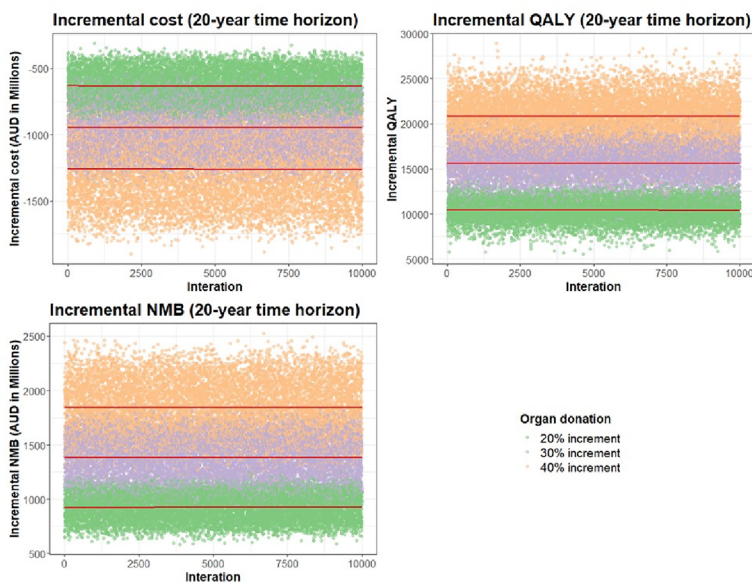 Incremental cost (20-year time horizon)
Incremental cost (AUD in Millions)
-500
-1000
-1500
0 2500 5000 7500 10000
Interation
Incremental QALY (20-year time horizon)
Incremental QALY
30000
25000
20000
15000
10000
5000
0 2500 5000 7500 10000
Interation
Incremental NMB (20-year time horizon)
Incremental NMB (AUD in Millions)
2500
2000
1500
1000
500
0 2500 5000 7500 10000
Interation
Organ donation
20% increment
30% increment
40% increment